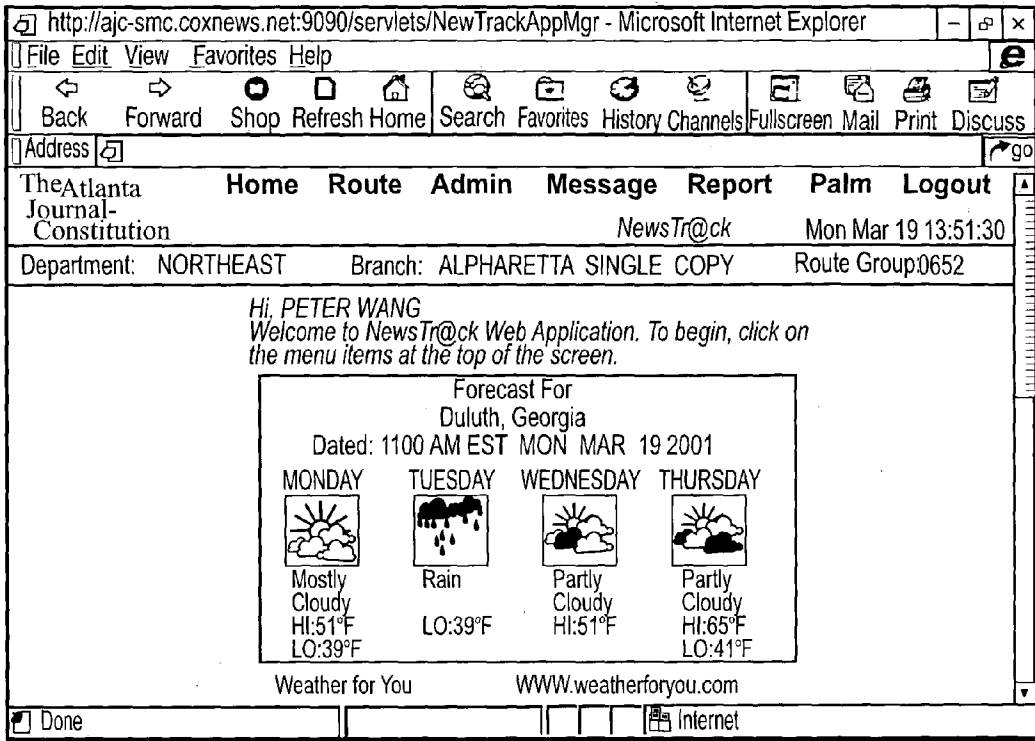 http://ajc-smc.coxnews.net:9090/servlets/NewTrackAppMgr - Microsoft Internet Explorer
File Edit View Favorites Help
Back Forward Shop Refresh Home Search Favorites History Channels Fullscreen Mail Print Discuss
Address go
The Atlanta Journal-Constitution
Home Route Admin Message Report Palm Logout
NewsTr@ck Mon Mar 19 13:51:30
Department: NORTHEAST Branch: ALPHARETTA SINGLE COPY Route Group:0652
Hi, PETER WANG
Welcome to NewsTr@ck Web Application. To begin, click on
the menu items at the top of the screen.
Forecast For
Duluth, Georgia
Dated: 1100 AM EST MON MAR 19 2001
MONDAY TUESDAY WEDNESDAY THURSDAY
Mostly Rain Partly Partly
Cloudy Cloudy Cloudy
HI:51°F LO:39°F HI:51°F HI:65°F
LO:39°F LO:41°F
Weather for You WWW.weatherforyou.com
Done Internet